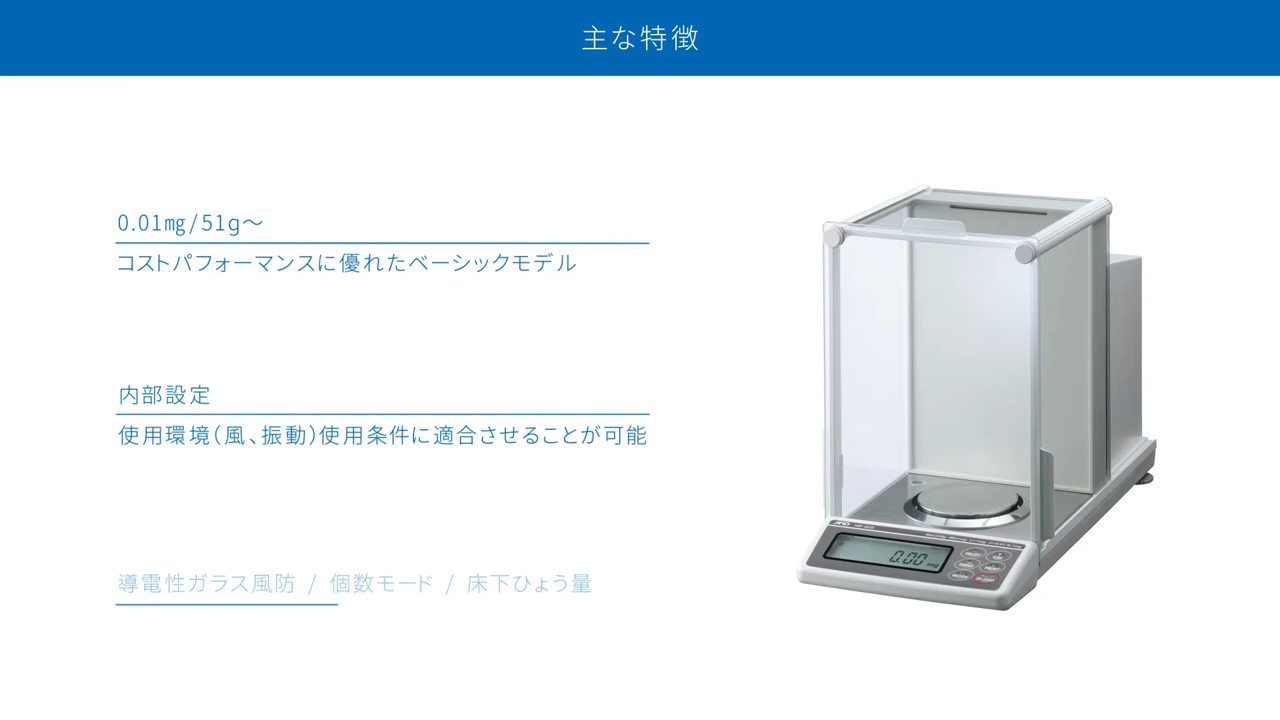 主な特徴
0.01㎎/51g〜
コストパフォーマンスに優れたベーシックモデル
内部設定
使用環境(風、振動)使用条件に適合させることが可能
導電性ガラス風防 / 個数モード / 床下ひょう量
AND
0.00 mg